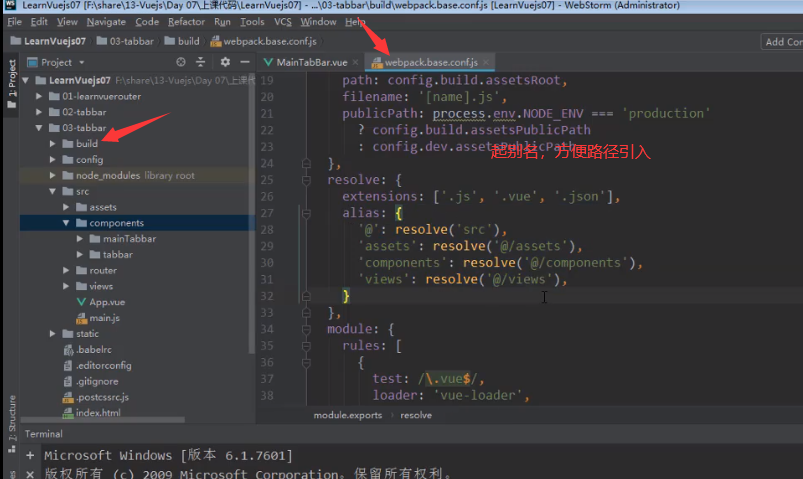 LearnVuejs07 [F:\share\13-Vuejs\Day 07\上课代码\LearnVuejs07] - ...\03-tabbar\build\webpack.base.conf.js [LearnVuejs07] - WebStorm (Administrator)
File Edit View Navigate Code Refactor Run Tools VCS Window Help
LearnVuejs07 03-tabbar build webpack.base.conf.js Add Con
Project MainTabBar.vue webpack.base.conf.js
1: Project
LearnVuejs07 F:\share\13-Vuejs\Day 07\上课代
01-learnvuerouter
02-tabbar
03-tabbar
build
config
node_modules library root
src
assets
components
mainTabbar
tabbar
router
views
App.vue
main.js
static
.babelrc
.editorconfig
.gitignore
.postcssrc.js
index.html
19 path: config.build.assetsRoot,
20 filename: '[name].js',
21 publicPath: process.env.NODE_ENV === 'production'
22 ? config.build.assetsPublicPath
23 : config.dev.assetsPublicPath
起别名，方便路径引入
24 },
25 resolve: {
26 extensions: ['.js', '.vue', '.json'],
27 alias: {
28 '@': resolve('src'),
29 'assets': resolve('@/assets'),
30 'components': resolve('@/components'),
31 'views': resolve('@/views'),
32 }
33 },
34 module: {
35 rules: [
36 {
37 test: /\.vue$/,
38 loader: 'vue-loader',
module.exports resolve
Z: Structure
Terminal
+ Microsoft Windows [版本 6.1.7601]
× 版权所有 (c) 2009 Microsoft Corporation。保留所有权利。